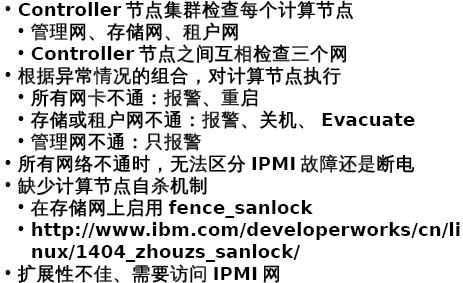 • Controller 节点集群检查每个计算节点
• 管理网、存储网、租户网
• Controller 节点之间互相检查三个网
• 根据异常情况的组合，对计算节点执行
• 所有网卡不通：报警、重启
• 存储或租户网不通：报警、关机、 Evacuate
• 管理网不通：只报警
• 所有网络不通时，无法区分 IPMI 故障还是断电
• 缺少计算节点自杀机制
• 在存储网上启用 fence_sanlock
• http://www.ibm.com/developerworks/cn/li
nux/1404_zhouzs_sanlock/
• 扩展性不佳、需要访问 IPMI 网